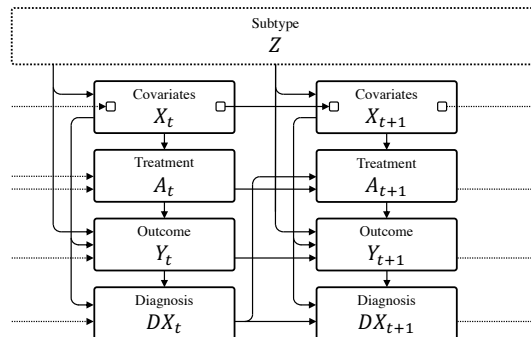 Subtype
Z
Covariates
X_t
Covariates
X_{t+1}
Treatment
A_t
Treatment
A_{t+1}
Outcome
Y_t
Outcome
Y_{t+1}
Diagnosis
DX_t
Diagnosis
DX_{t+1}